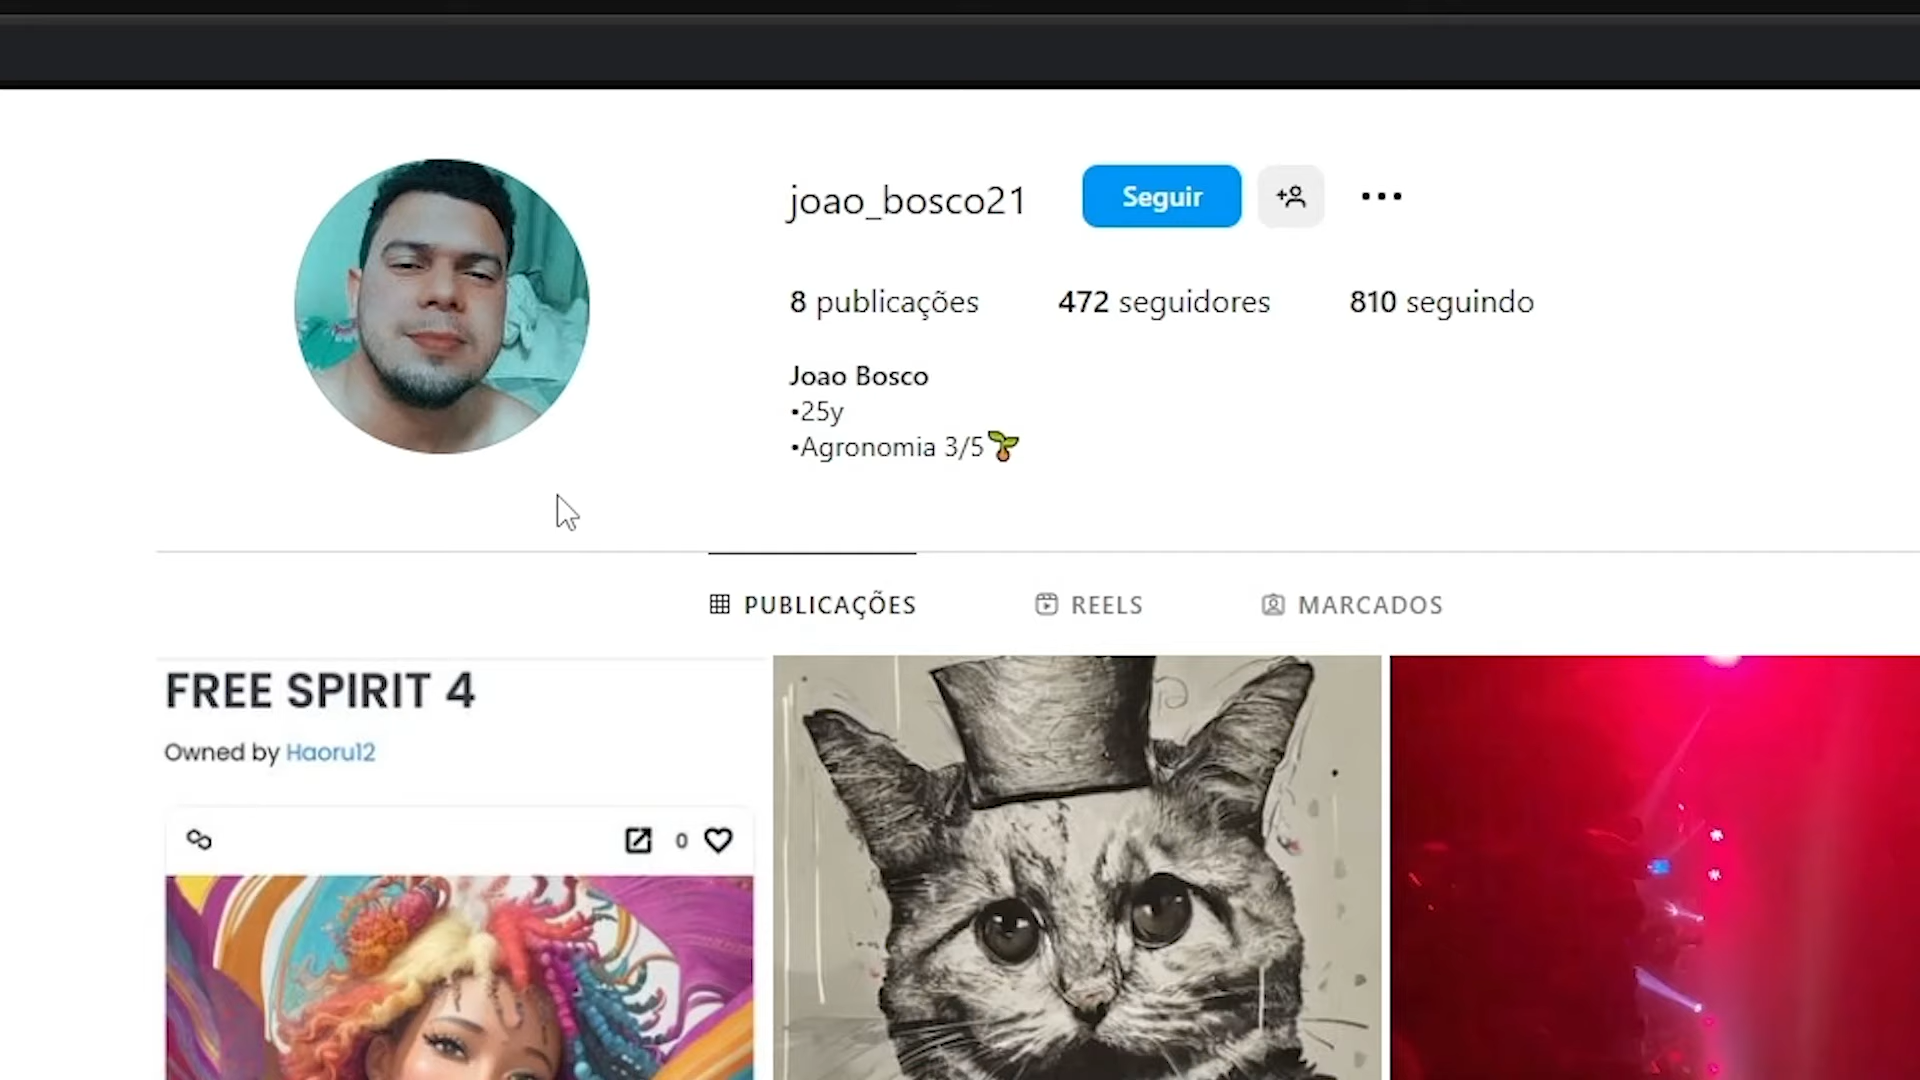 joao_bosco21 Seguir
8 publicações 472 seguidores 810 seguindo
Joao Bosco
•25y
•Agronomia 3/5🌱
PUBLICAÇÕES REELS MARCADOS
FREE SPIRIT 4
Owned by Haoru12
0